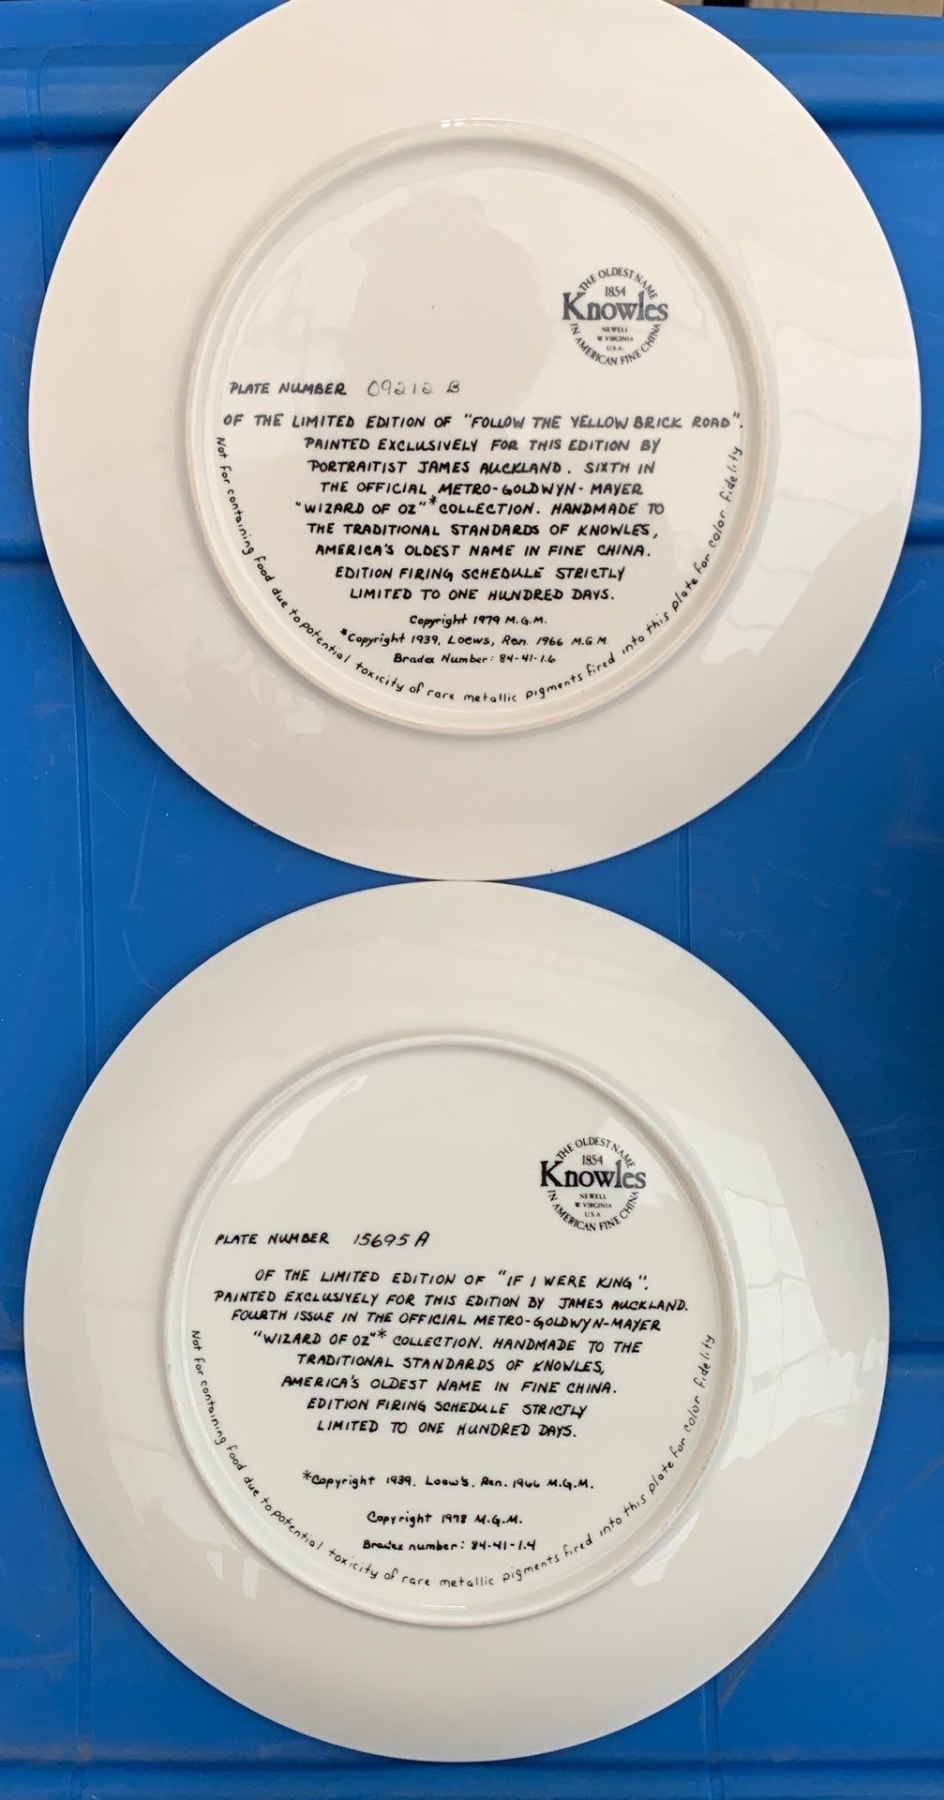 THE OLDEST NAME
1854
Knowles
NEWELL
W. VIRGINIA
U.S.A.
IN AMERICAN FINE CHINA
PLATE NUMBER 09212 B
OF THE LIMITED EDITION OF "FOLLOW THE YELLOW BRICK ROAD".
PAINTED EXCLUSIVELY FOR THIS EDITION BY
PORTRAITIST JAMES AUCKLAND. SIXTH IN
THE OFFICIAL METRO-GOLDWYN-MAYER
"WIZARD OF OZ"* COLLECTION. HANDMADE TO
THE TRADITIONAL STANDARDS OF KNOWLES,
AMERICA'S OLDEST NAME IN FINE CHINA.
EDITION FIRING SCHEDULE STRICTLY
LIMITED TO ONE HUNDRED DAYS.
Copyright 1979 M.G.M.
*Copyright 1939, Loews, Ren. 1966 M.G.M
Bradex Number: 84-41-1.6
Not for containing food due to potential toxicity of rare metallic pigments fired into this plate for color fidelity
THE OLDEST NAME
1854
Knowles
NEWELL
W VIRGINIA
U.S.A
IN AMERICAN FINE CHINA
PLATE NUMBER 15695 A
OF THE LIMITED EDITION OF "IF I WERE KING".
PAINTED EXCLUSIVELY FOR THIS EDITION BY JAMES AUCKLAND.
FOURTH ISSUE IN THE OFFICIAL METRO-GOLDWYN-MAYER
"WIZARD OF OZ"* COLLECTION. HANDMADE TO THE
TRADITIONAL STANDARDS OF KNOWLES,
AMERICA'S OLDEST NAME IN FINE CHINA.
EDITION FIRING SCHEDULE STRICTLY
LIMITED TO ONE HUNDRED DAYS.
*Copyright 1939, Loew's, Ren. 1966 M.G.M.
Copyright 1978 M.G.M.
Bradex number: 84-41-1.4
Not for containing food due to potential toxicity of rare metallic pigments fired into this plate for color fidelity